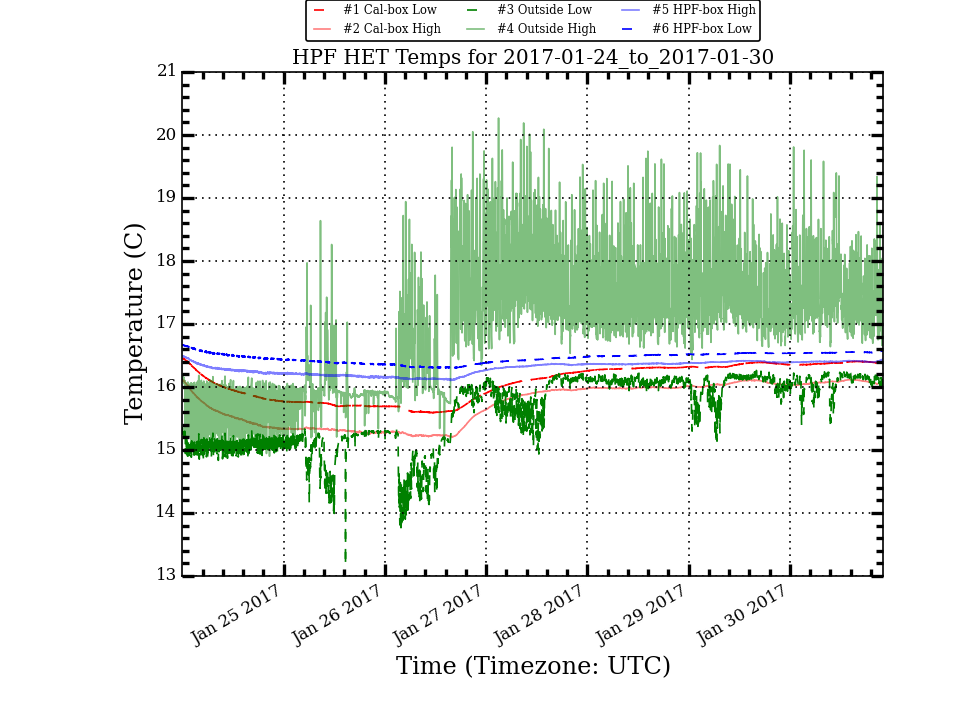 #1 Cal-box Low #3 Outside Low #5 HPF-box High
#2 Cal-box High #4 Outside High #6 HPF-box Low
HPF HET Temps for 2017-01-24_to_2017-01-30
21
20
19
18
17
16
15
14
13
Temperature (C)
Jan 25 2017
Jan 26 2017
Jan 27 2017
Jan 28 2017
Jan 29 2017
Jan 30 2017
Time (Timezone: UTC)